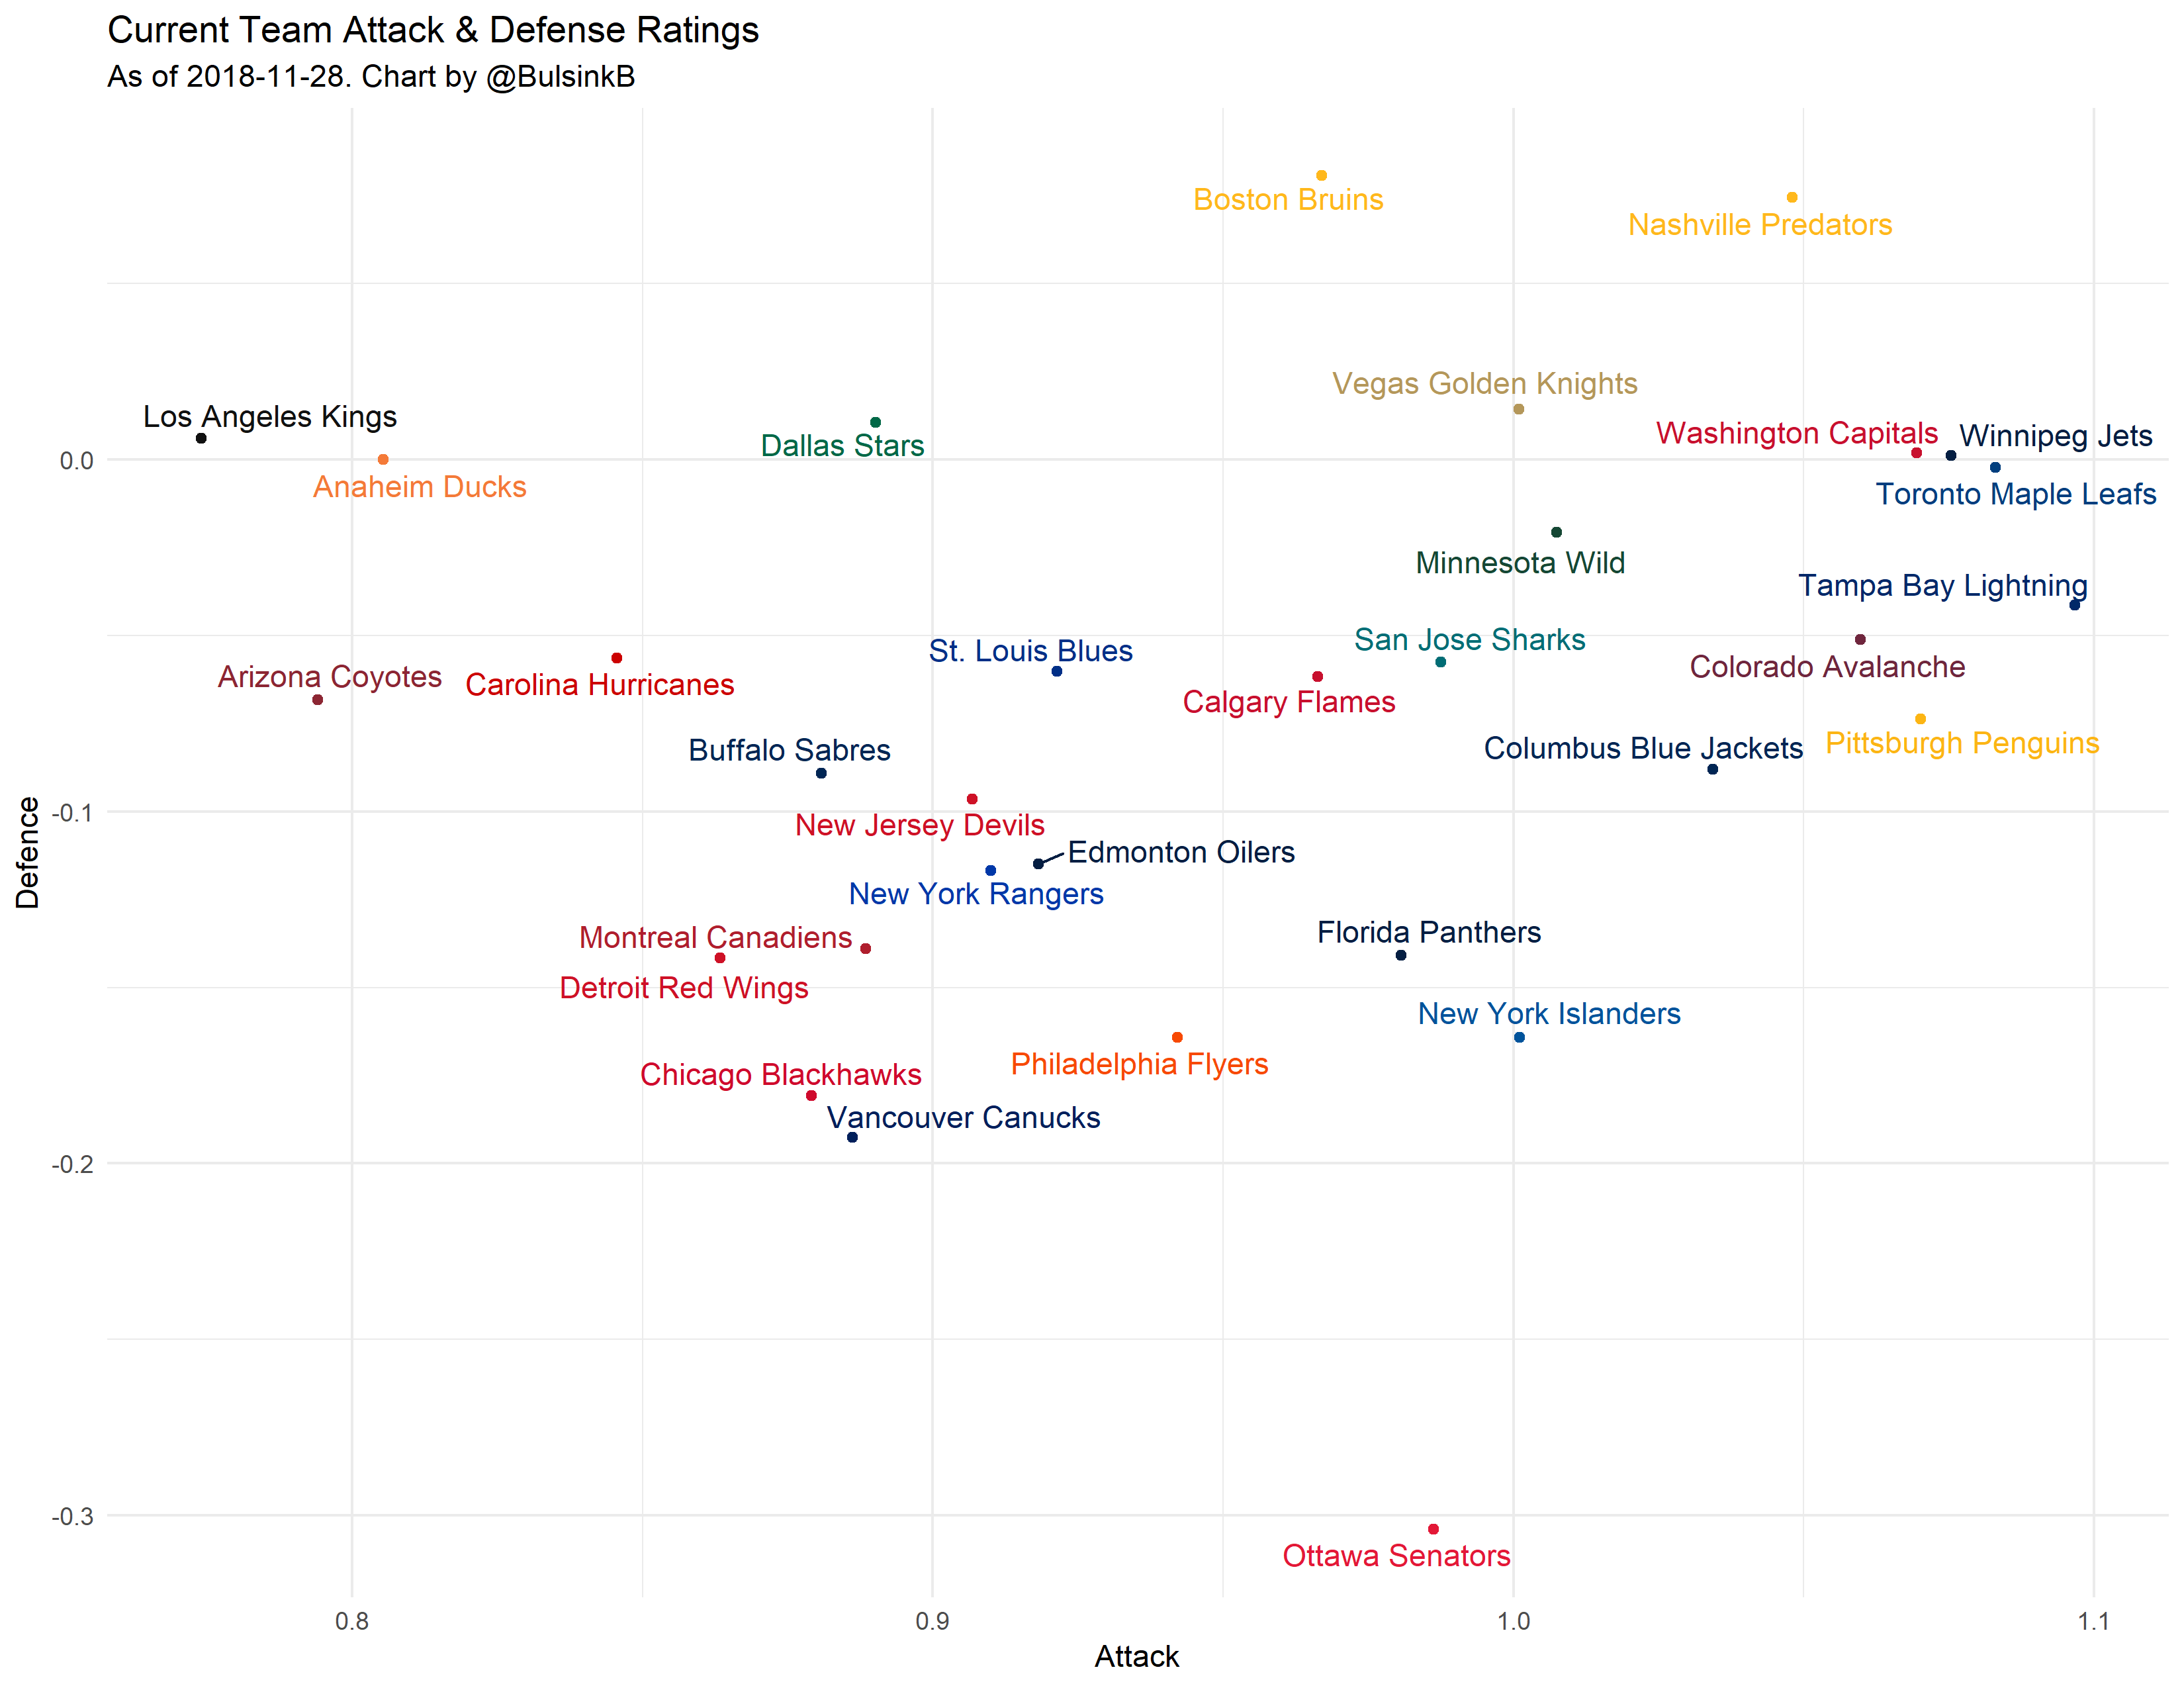 Current Team Attack & Defense Ratings
As of 2018-11-28. Chart by @BulsinkB
Boston Bruins
Nashville Predators
Vegas Golden Knights
Los Angeles Kings
Washington Capitals
Winnipeg Jets
Dallas Stars
0.0
Anaheim Ducks
Toronto Maple Leafs
Minnesota Wild
Tampa Bay Lightning
San Jose Sharks
St. Louis Blues
Colorado Avalanche
Arizona Coyotes
Carolina Hurricanes
Calgary Flames
Pittsburgh Penguins
Columbus Blue Jackets
Buffalo Sabres
-0.1
New Jersey Devils
Defence
Edmonton Oilers
New York Rangers
Florida Panthers
Montreal Canadiens
Detroit Red Wings
New York Islanders
Philadelphia Flyers
Chicago Blackhawks
Vancouver Canucks
-0.2
-0.3
Ottawa Senators
0.8
0.9
1.0
1.1
Attack